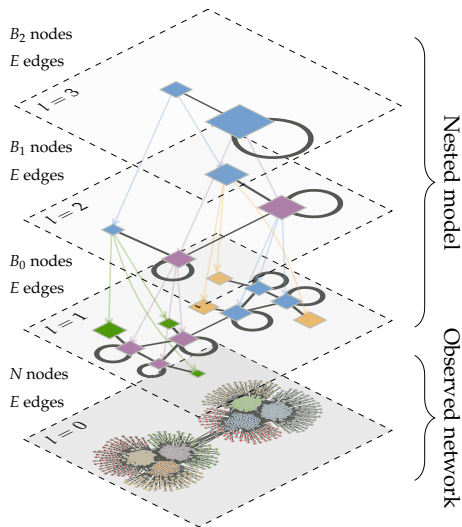 B₂ nodes
E edges
l = 3
B₁ nodes
E edges
l = 2
B₀ nodes
E edges
l = 1
N nodes
E edges
l = 0
Nested model
Observed network